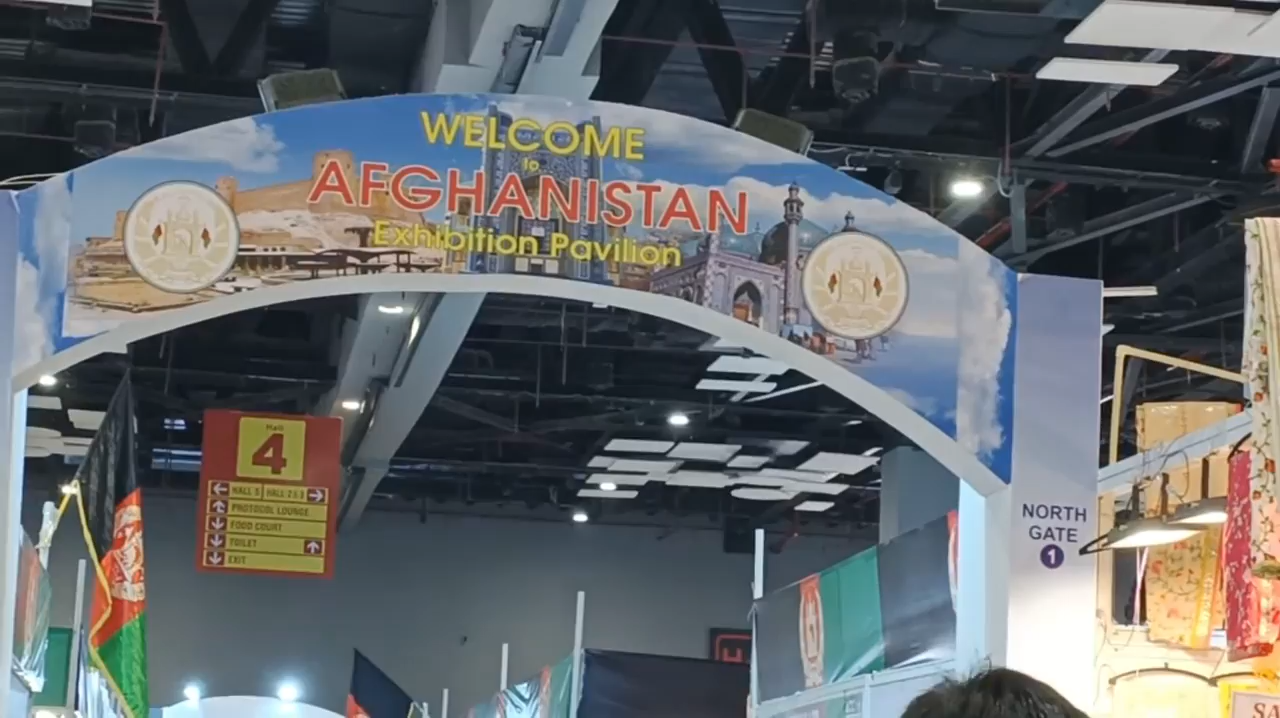 WELCOME
to
AFGHANISTAN
Exhibition Pavilion
Hall
4
HALL 5 HALL 2 & 3
PROTOCOL LOUNGE
FOOD COURT
TOILET
EXIT
NORTH
GATE
1
H
SA